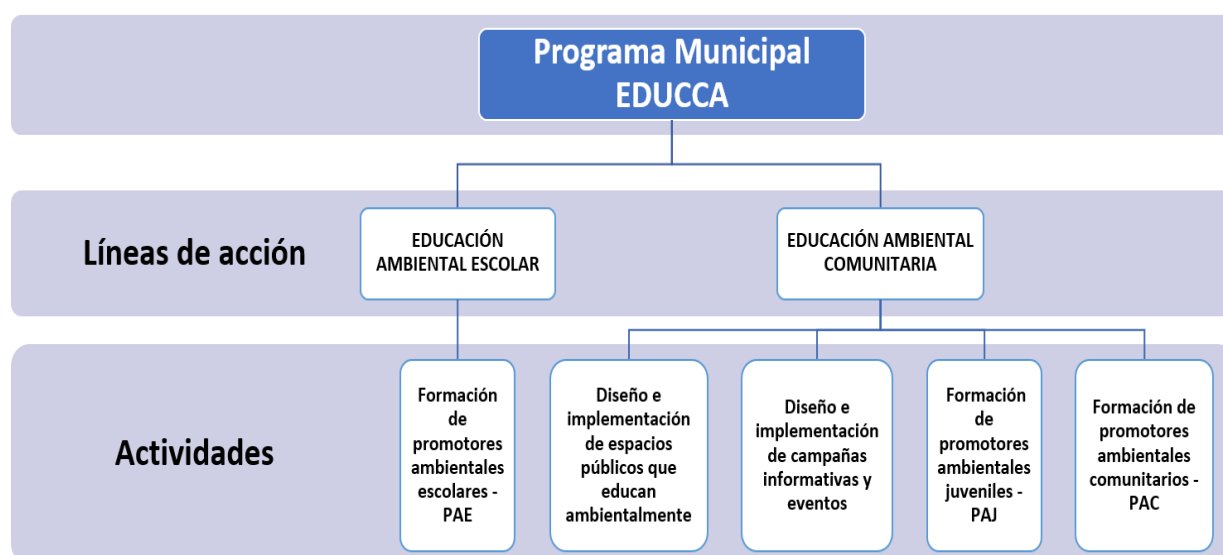 Programa Municipal
EDUCCA
Líneas de acción
EDUCACIÓN
AMBIENTAL ESCOLAR
EDUCACIÓN AMBIENTAL
COMUNITARIA
Actividades
Formación
de
promotores
ambientales
escolares -
PAE
Diseño e
implementación
de espacios
públicos que
educan
ambientalmente
Diseño e
implementación
de campañas
informativas y
eventos
Formación
de
promotores
ambientales
juveniles -
PAJ
Formación de
promotores
ambientales
comunitarios -
PAC